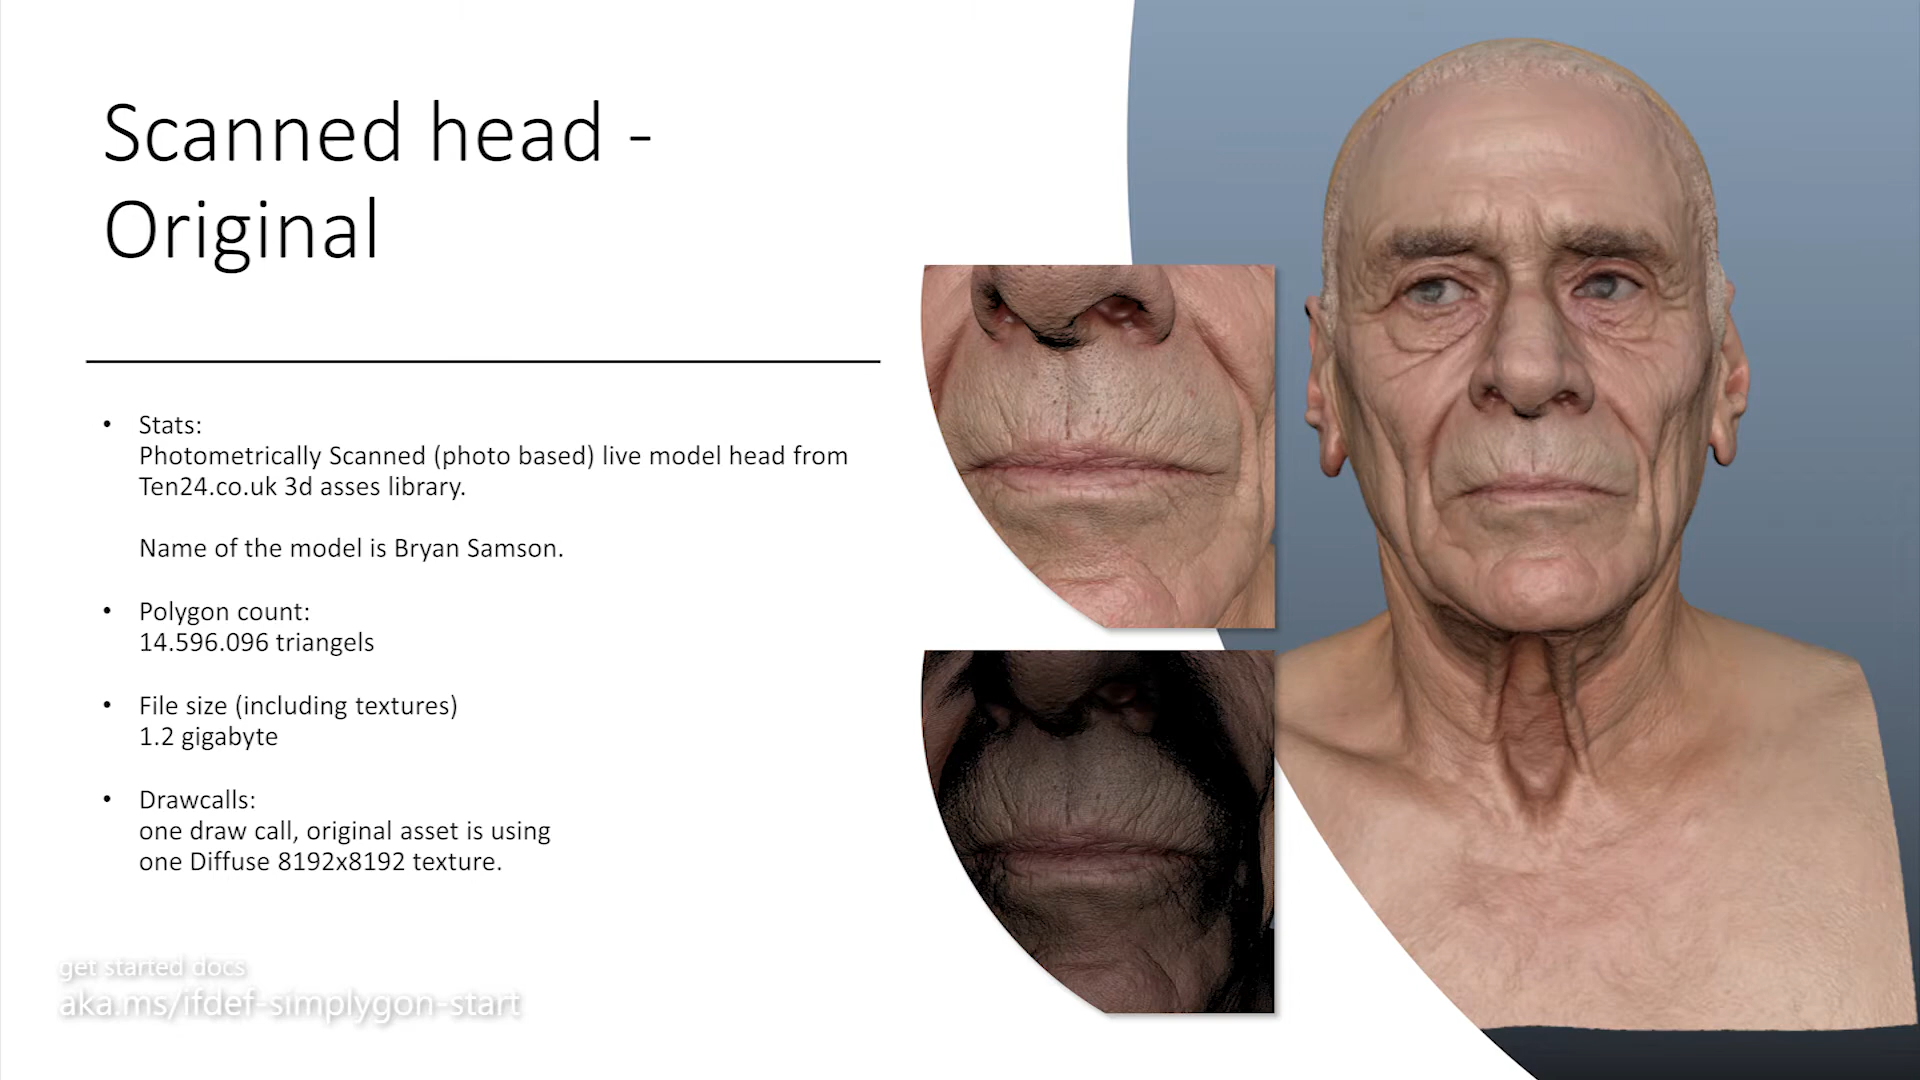 Scanned head -
Original
• Stats:
Photometrically Scanned (photo based) live model head from
Ten24.co.uk 3d asses library.
Name of the model is Bryan Samson.
• Polygon count:
14.596.096 triangels
• File size (including textures)
1.2 gigabyte
• Drawcalls:
one draw call, original asset is using
one Diffuse 8192x8192 texture.
get started docs
aka.ms/ifdef-simplygon-start